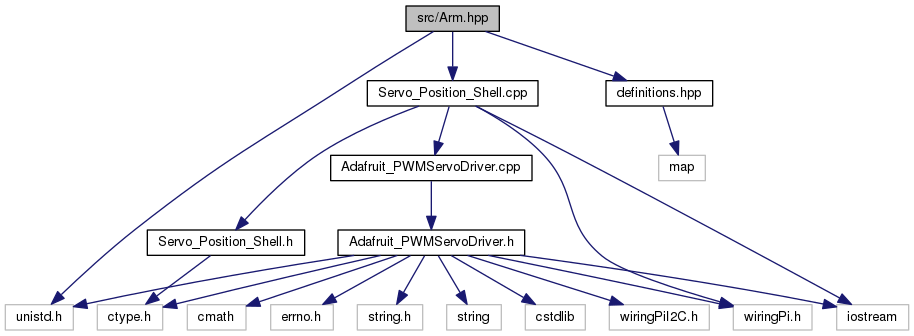 src/Arm.hpp
Servo_Position_Shell.cpp
definitions.hpp
Adafruit_PWMServoDriver.cpp
map
Servo_Position_Shell.h
Adafruit_PWMServoDriver.h
unistd.h
ctype.h
cmath
errno.h
string.h
string
cstdlib
wiringPiI2C.h
wiringPi.h
iostream